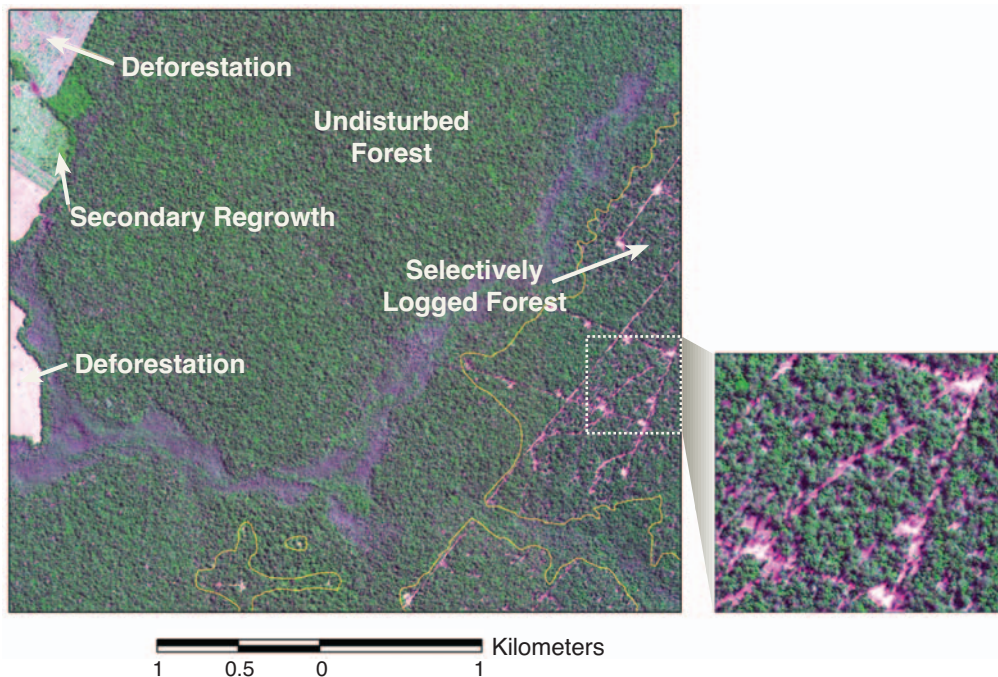 Deforestation
Undisturbed
Forest
Secondary Regrowth
Selectively
Logged Forest
Deforestation
Kilometers
1 0.5 0 1